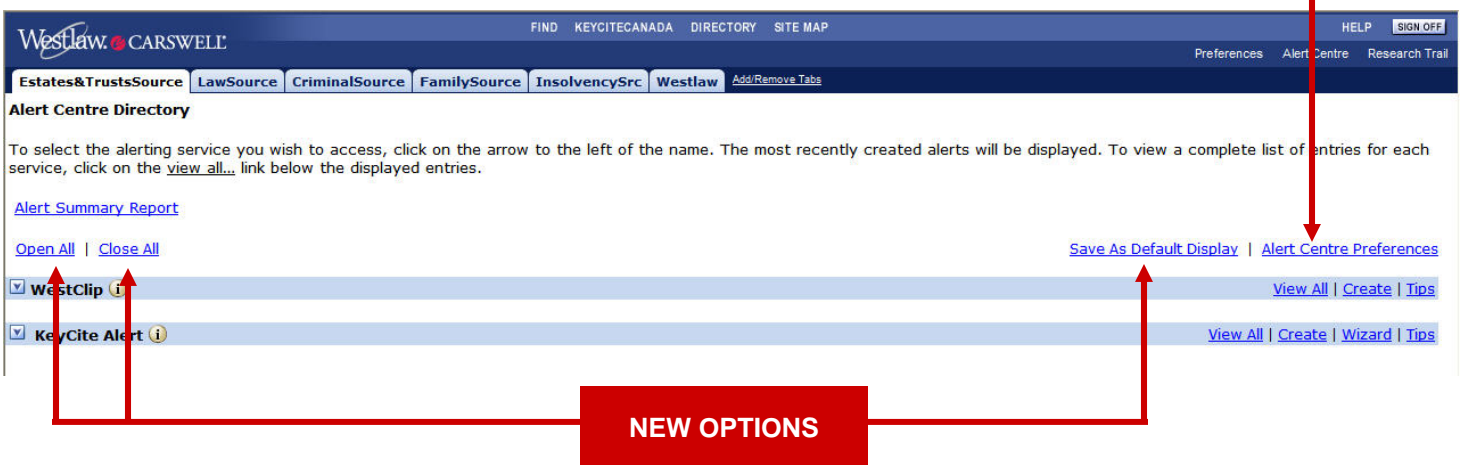 FIND KEYCITECANADA DIRECTORY SITE MAP HELP SIGN OFF
Westlaw. CARSWELL
Preferences Alert Centre Research Trail
Estates&TrustsSource LawSource CriminalSource FamilySource InsolvencySrc Westlaw Add/Remove Tabs
Alert Centre Directory
To select the alerting service you wish to access, click on the arrow to the left of the name. The most recently created alerts will be displayed. To view a complete list of entries for each
service, click on the view all... link below the displayed entries.
Alert Summary Report
Open All | Close All Save As Default Display | Alert Centre Preferences
WestClip i View All | Create | Tips
KeyCite Alert i View All | Create | Wizard | Tips
NEW OPTIONS